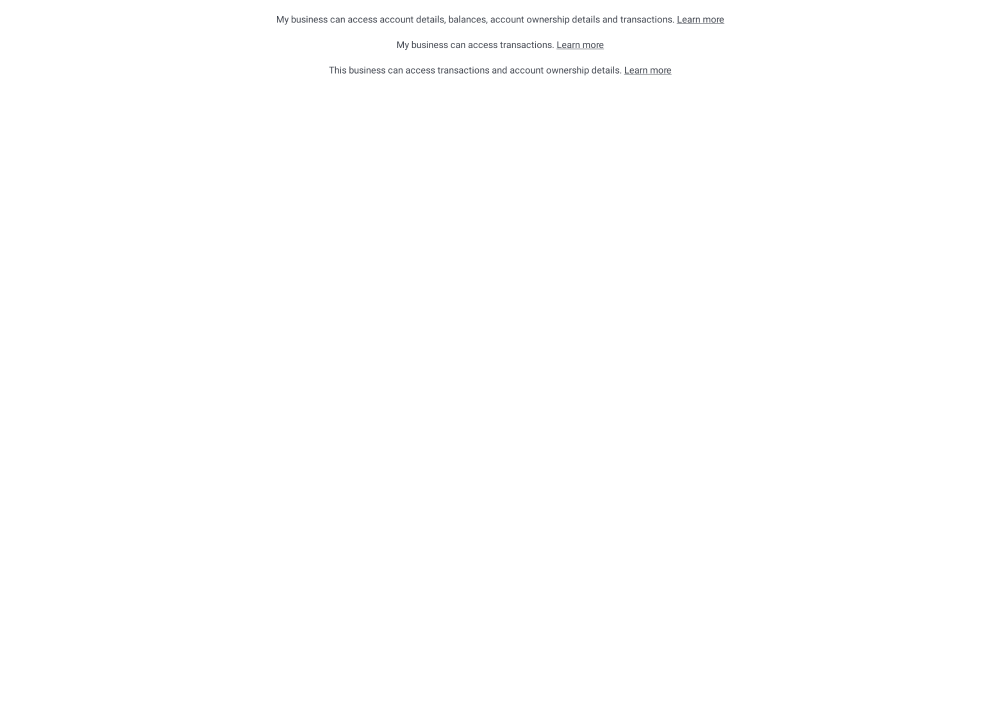 My business can access account details, balances, account ownership details and transactions. Learn more
My business can access transactions. Learn more
This business can access transactions and account ownership details. Learn more